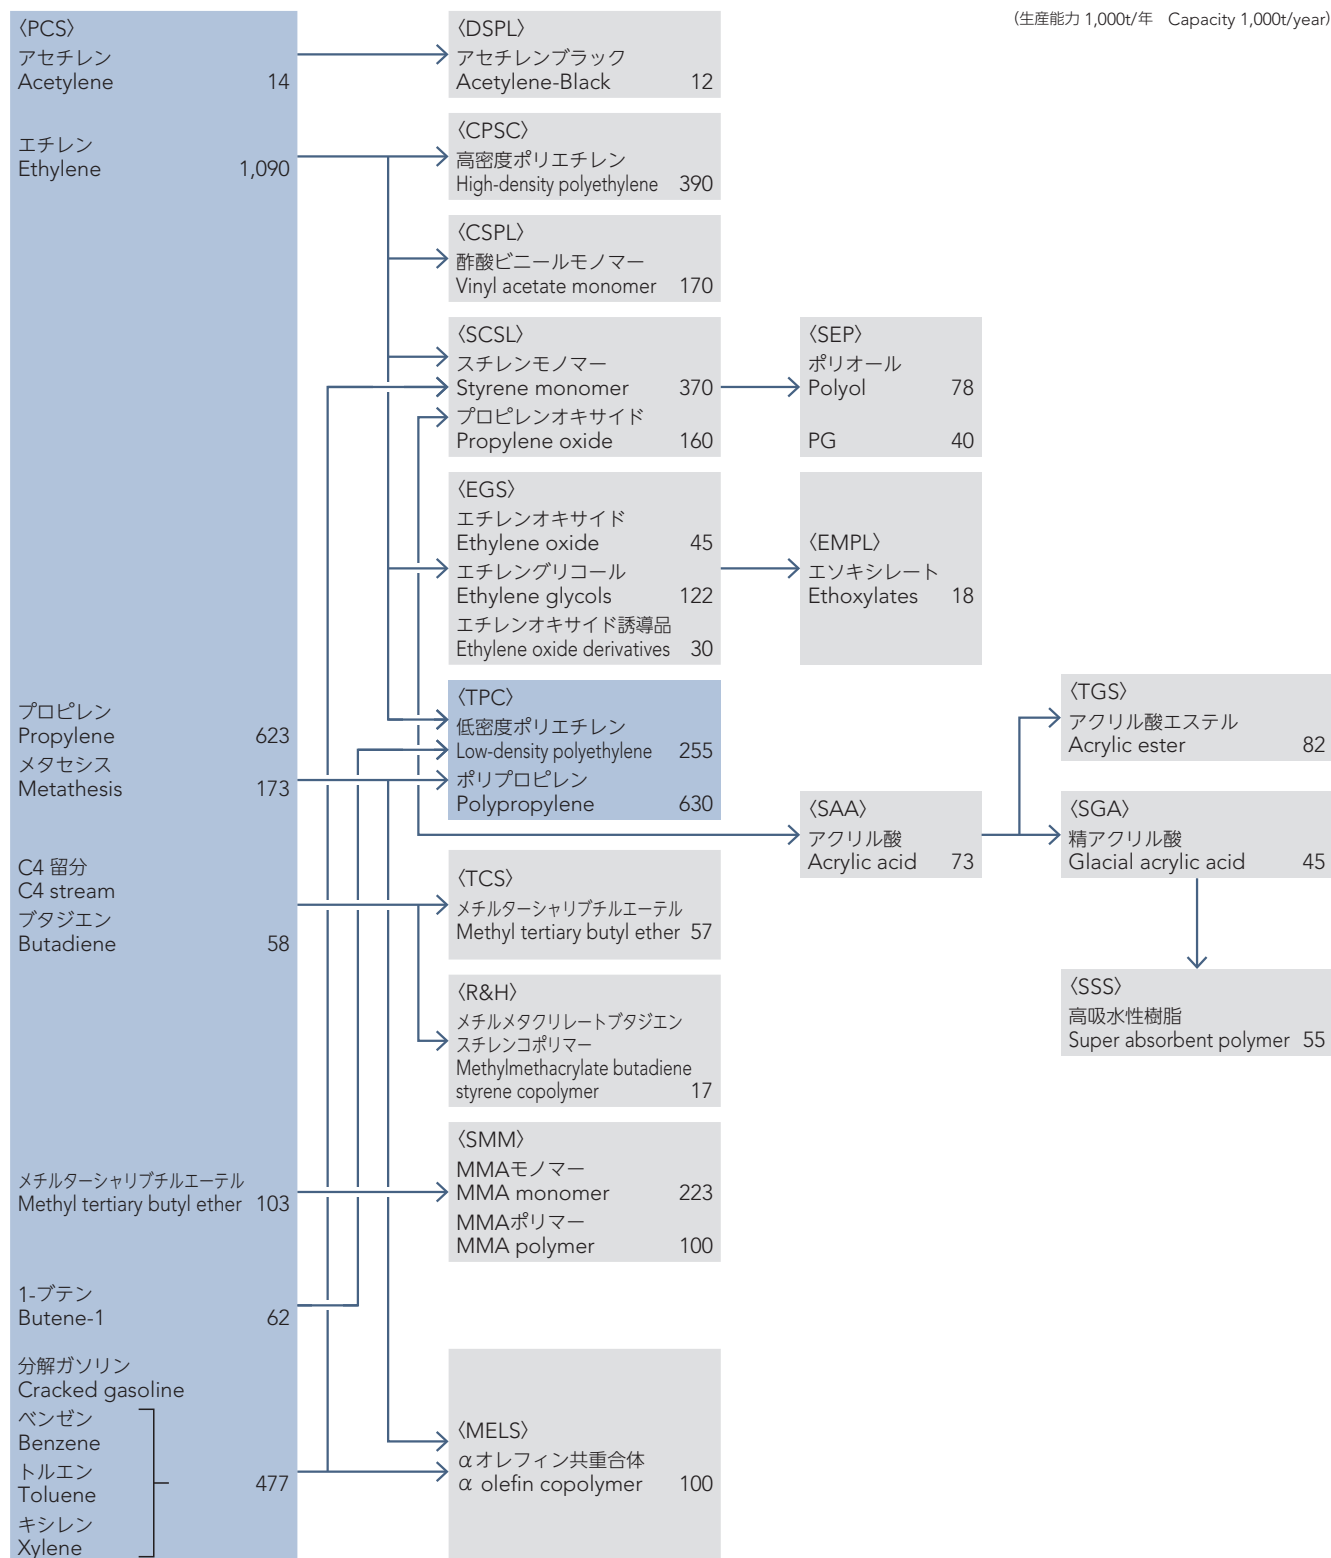 (生産能力 1,000t/年 Capacity 1,000t/year)
〈PCS〉
アセチレン
Acetylene 14
エチレン
Ethylene 1,090
プロピレン
Propylene 623
メタセシス
Metathesis 173
C4 留分
C4 stream
ブタジエン
Butadiene 58
メチルターシャリブチルエーテル
Methyl tertiary butyl ether 103
1-ブテン
Butene-1 62
分解ガソリン
Cracked gasoline
ベンゼン
Benzene
トルエン
Toluene 477
キシレン
Xylene
〈DSPL〉
アセチレンブラック
Acetylene-Black 12
〈CPSC〉
高密度ポリエチレン
High-density polyethylene 390
〈CSPL〉
酢酸ビニールモノマー
Vinyl acetate monomer 170
〈SCSL〉
スチレンモノマー
Styrene monomer 370
プロピレンオキサイド
Propylene oxide 160
〈EGS〉
エチレンオキサイド
Ethylene oxide 45
エチレングリコール
Ethylene glycols 122
エチレンオキサイド誘導品
Ethylene oxide derivatives 30
〈TPC〉
低密度ポリエチレン
Low-density polyethylene 255
ポリプロピレン
Polypropylene 630
〈TCS〉
メチルターシャリブチルエーテル
Methyl tertiary butyl ether 57
〈R&H〉
メチルメタクリレートブタジエン
スチレンコポリマー
Methylmethacrylate butadiene
styrene copolymer 17
〈SMM〉
MMAモノマー
MMA monomer 223
MMAポリマー
MMA polymer 100
〈MELS〉
αオレフィン共重合体
α olefin copolymer 100
〈SEP〉
ポリオール
Polyol 78
PG 40
〈EMPL〉
エソキシレート
Ethoxylates 18
〈SAA〉
アクリル酸
Acrylic acid 73
〈TGS〉
アクリル酸エステル
Acrylic ester 82
〈SGA〉
精アクリル酸
Glacial acrylic acid 45
〈SSS〉
高吸水性樹脂
Super absorbent polymer 55